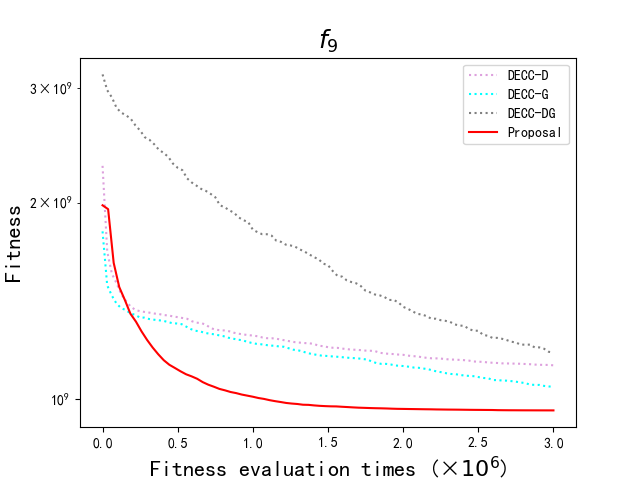 f₉
3×10⁹
2×10⁹
10⁹
Fitness
DECC-D
DECC-G
DECC-DG
Proposal
0.0 0.5 1.0 1.5 2.0 2.5 3.0
Fitness evaluation times (×10⁶)